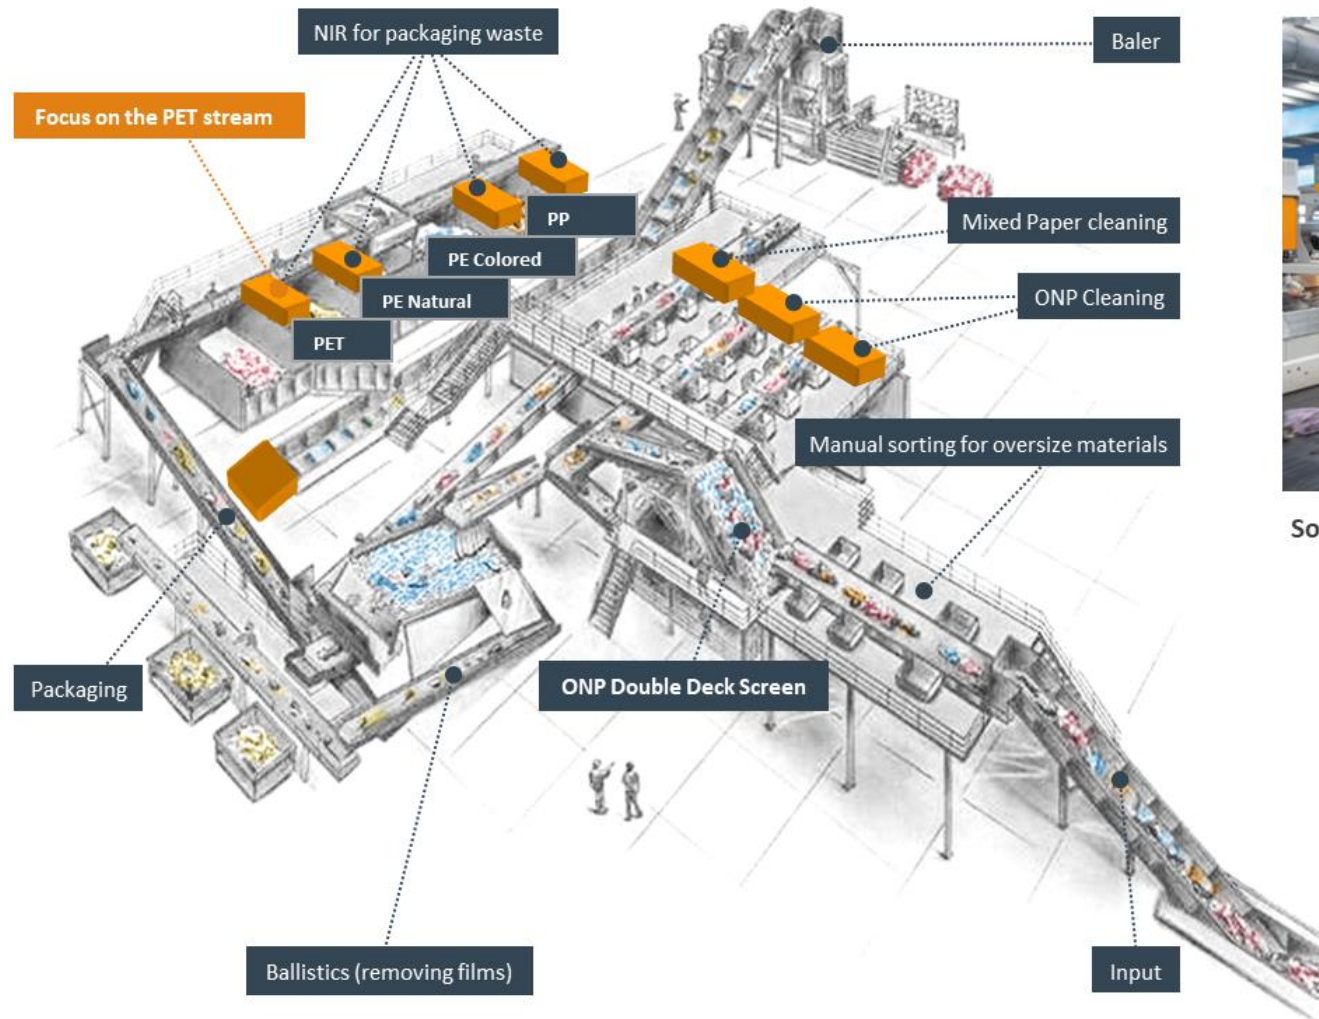 NIR for packaging waste
Baler
Focus on the PET stream
PP
Mixed Paper cleaning
PE Colored
PE Natural
ONP Cleaning
PET
Manual sorting for oversize materials
So
Packaging
ONP Double Deck Screen
Ballistics (removing films)
Input